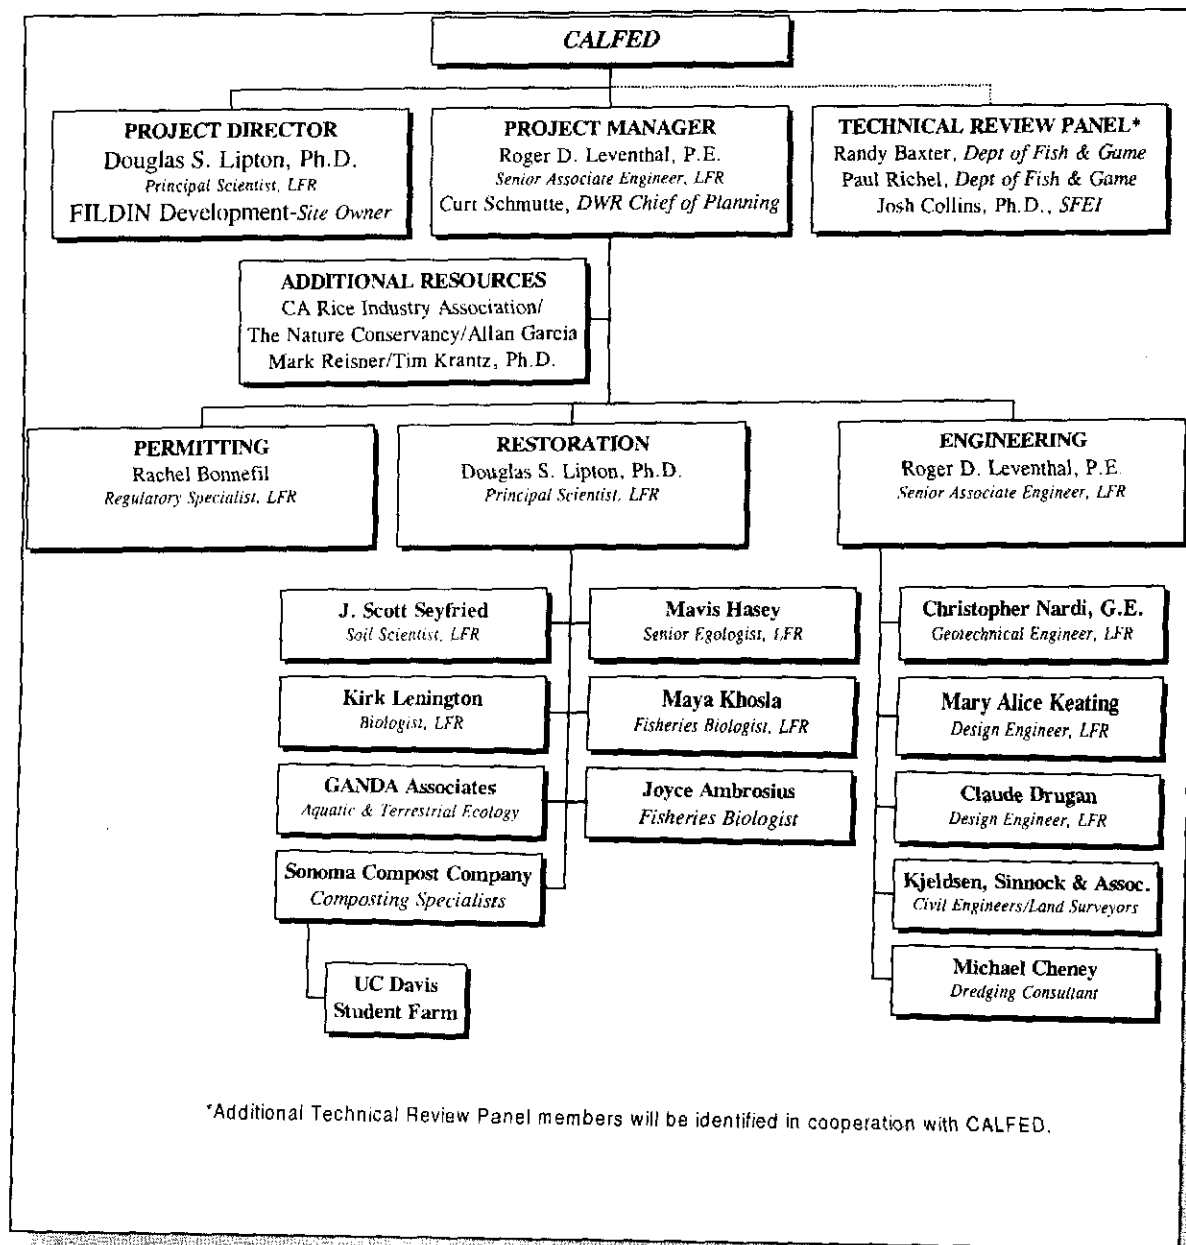 CALFED
PROJECT DIRECTOR
Douglas S. Lipton, Ph.D.
Principal Scientist, LFR
FILDIN Development-Site Owner
PROJECT MANAGER
Roger D. Leventhal, P.E.
Senior Associate Engineer, LFR
Curt Schmutte, DWR Chief of Planning
TECHNICAL REVIEW PANEL*
Randy Baxter, Dept of Fish & Game
Paul Richel, Dept of Fish & Game
Josh Collins, Ph.D., SFEI
ADDITIONAL RESOURCES
CA Rice Industry Association/
The Nature Conservancy/Allan Garcia
Mark Reisner/Tim Krantz, Ph.D.
PERMITTING
Rachel Bonnefil
Regulatory Specialist, LFR
RESTORATION
Douglas S. Lipton, Ph.D.
Principal Scientist, LFR
ENGINEERING
Roger D. Leventhal, P.E.
Senior Associate Engineer, LFR
J. Scott Seyfried
Soil Scientist, LFR
Mavis Hasey
Senior Egologist, LFR
Christopher Nardi, G.E.
Geotechnical Engineer, LFR
Kirk Lenington
Biologist, LFR
Maya Khosla
Fisheries Biologist, LFR
Mary Alice Keating
Design Engineer, LFR
GANDA Associates
Aquatic & Terrestrial Ecology
Joyce Ambrosius
Fisheries Biologist
Claude Drugan
Design Engineer, LFR
Sonoma Compost Company
Composting Specialists
Kjeldsen, Sinnock & Assoc.
Civil Engineers/Land Surveyors
UC Davis
Student Farm
Michael Cheney
Dredging Consultant
*Additional Technical Review Panel members will be identified in cooperation with CALFED.